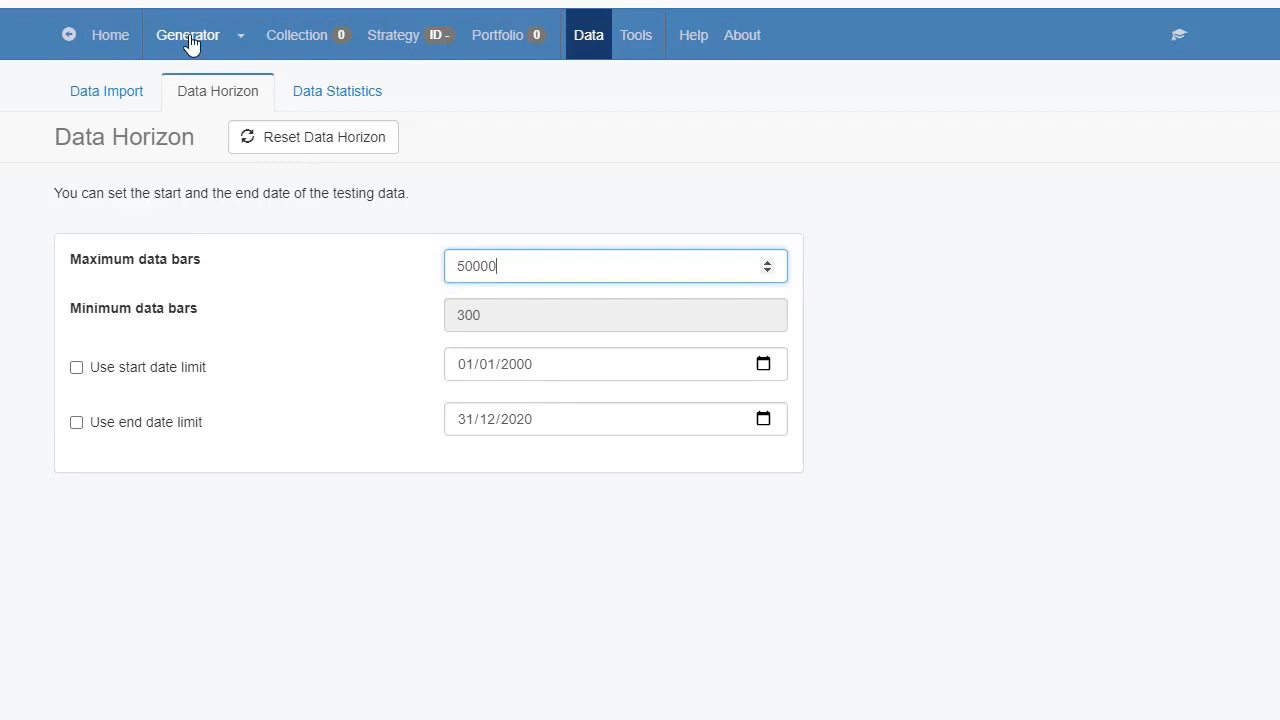 Home Generator Collection 0 Strategy ID - Portfolio 0 Data Tools Help About
Data Import Data Horizon Data Statistics
Data Horizon Reset Data Horizon
You can set the start and the end date of the testing data.
Maximum data bars 50000
Minimum data bars 300
Use start date limit 01/01/2000
Use end date limit 31/12/2020